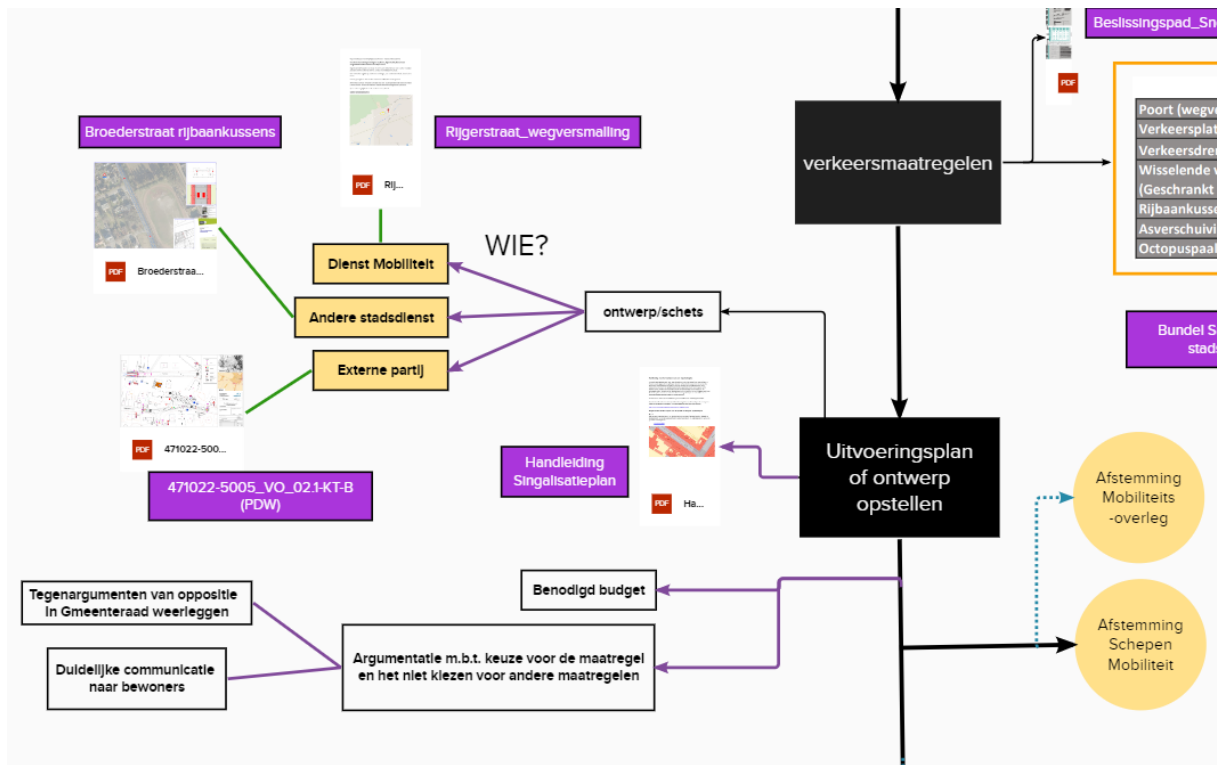 Beslissingspad_Sn
PDF
Poort (wegve
Verkeersplat
Verkeersdrem
Wisselende v
(Geschrankt
Rijbaankusse
Asverschuivi
Octopuspaal
verkeersmaatregelen
Broederstraat rijbaankussens
Rijgerstraat_wegversmalling
PDF Rij...
PDF Broederstraa...
WIE?
Dienst Mobiliteit
Andere stadsdienst
Externe partij
ontwerp/schets
PDF 471022-500...
471022-5005_VO_02.1-KT-B
(PDW)
Handleiding
Singalisatieplan
PDF Ha...
Bundel S
stads
Uitvoeringsplan
of ontwerp
opstellen
Afstemming
Mobiliteits
-overleg
Tegenargumenten van oppositie
in Gmeenteraad weerleggen
Benodigd budget
Duidelijke communicatie
naar bewoners
Argumentatie m.b.t. keuze voor de maatregel
en het niet kiezen voor andere maatregelen
Afstemming
Schepen
Mobiliteit